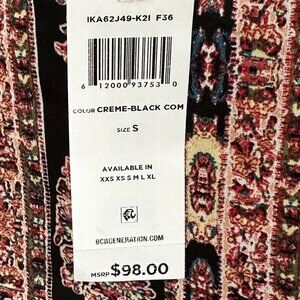 IKA62J49-K2I F36
6 12000 93753 0
COLOR CREME-BLACK COM
SIZE S
AVAILABLE IN
XXS XS S M L XL
BCBGENERATION.COM
MSRP $98.00